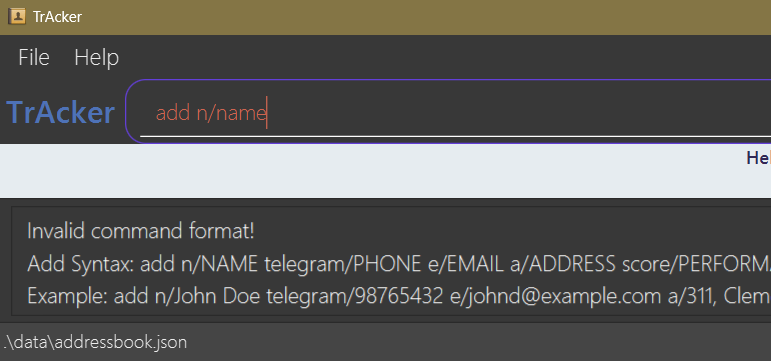 TrAcker
File Help
TrAcker add n/name
Invalid command format!
Add Syntax: add n/NAME telegram/PHONE e/EMAIL a/ADDRESS score/PERFORM
Example: add n/John Doe telegram/98765432 e/johnd@example.com a/311, Clem
.\data\addressbook.json